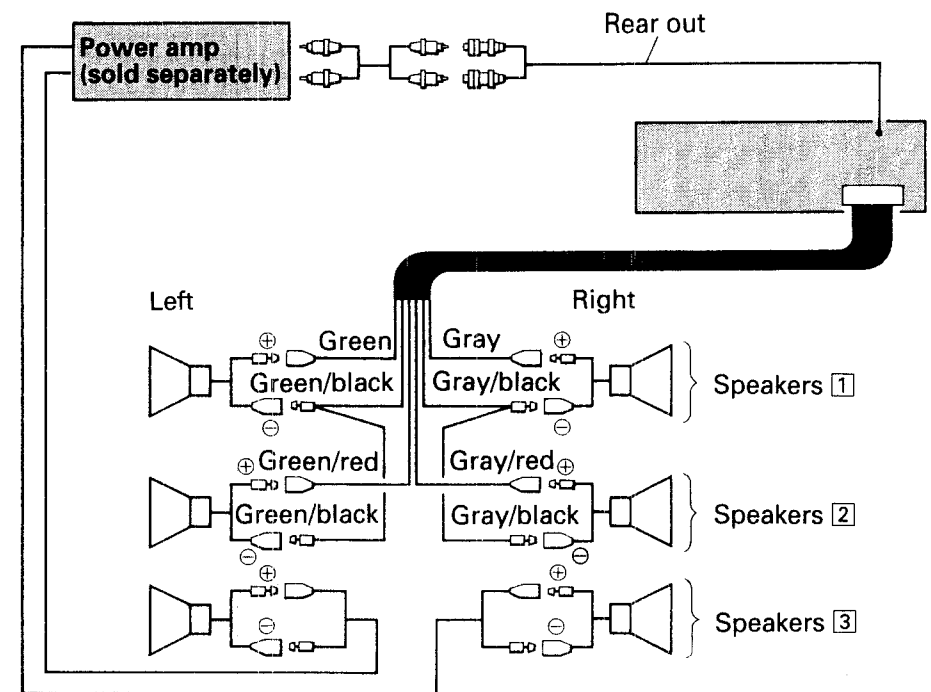 Rear out
Power amp
(sold separately)
Left
Right
⊕
Green
Gray
⊕
Green/black
Gray/black
Speakers 1
⊖
⊖
⊕
Green/red
Gray/red
⊕
Green/black
Gray/black
Speakers 2
⊖
⊖
⊕
⊕
⊖
⊖
Speakers 3